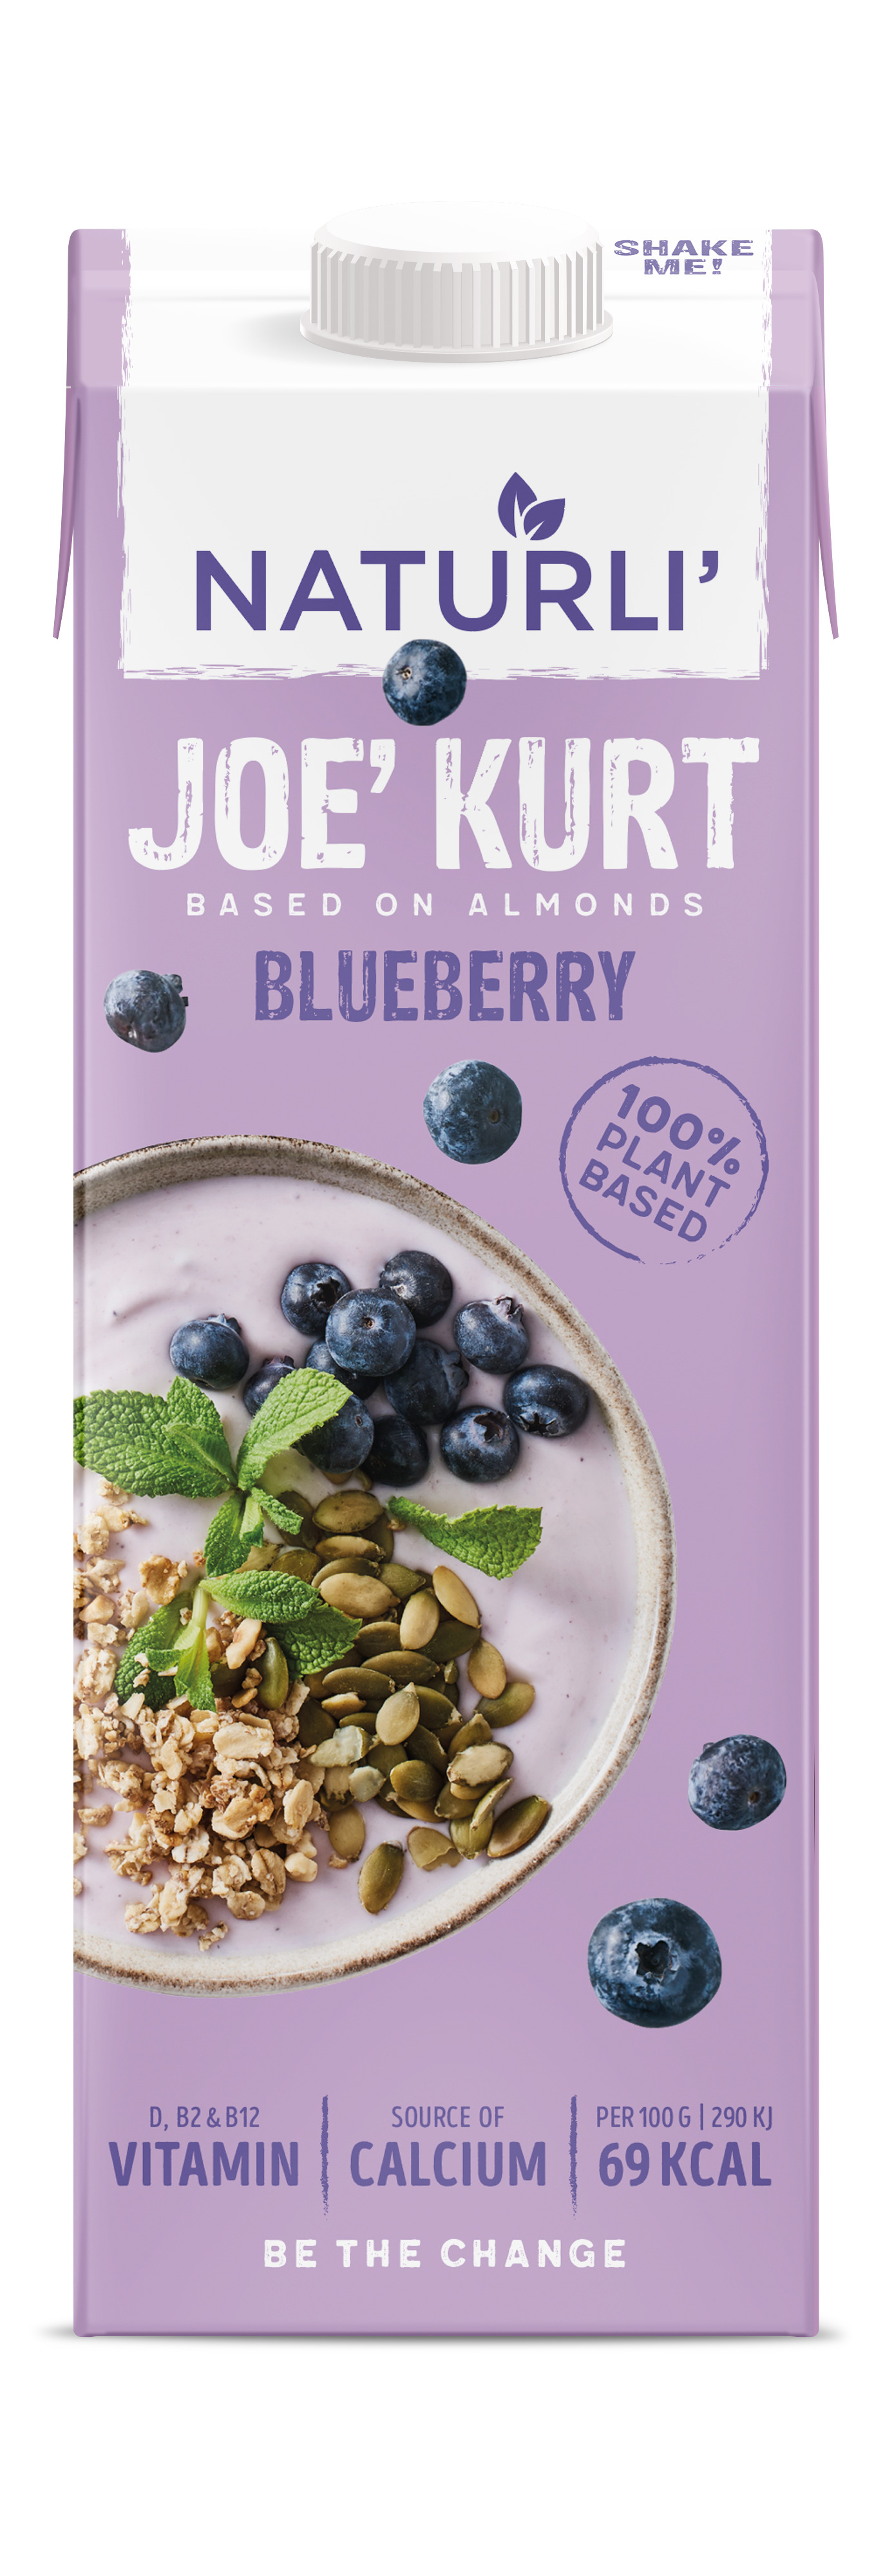 SHAKE
ME!
NATURLI’
JOE’ KURT
BASED ON ALMONDS
BLUEBERRY
100%
PLANT
BASED
D, B2 & B12
VITAMIN
SOURCE OF
CALCIUM
PER 100 G | 290 KJ
69 KCAL
BE THE CHANGE